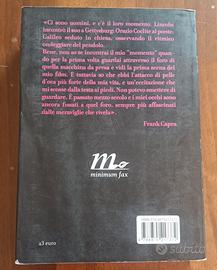 «Ci sono uomini, e c'è il loro momento. Lincoln
incontrò il suo a Gettysburg; Orazio Coclite al ponte.
Galileo seduto in chiesa, osservando il ritmico
ondeggiare del pendolo.
Bene, non so se incontrai il mio "momento" quan-
do per la prima volta guardai attraverso il foro di
quella macchina da presa e vidi la prima scena del
mio film. E tuttavia so che ebbi l'attacco di pelle
d'oca più forte della mia vita, e un'eccitazione che
mi scosse dalla testa ai piedi. Non potevo smettere di
guardare. È passato mezzo secolo e i miei occhi sono
ancora fissati a quel foro, sempre più affascinati
dalle meraviglie che rivela».
Frank Capra
minimum fax
23 euro
Subito